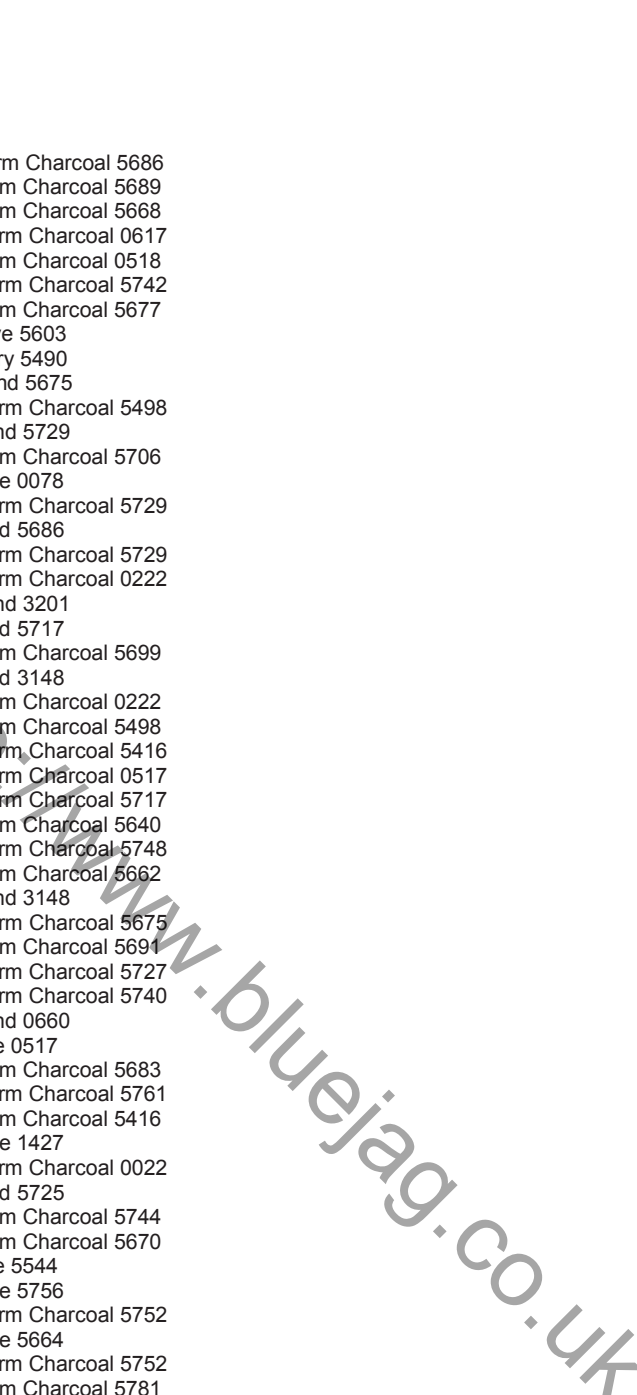 rm Charcoal 5686
m Charcoal 5689
m Charcoal 5668
rm Charcoal 0617
m Charcoal 0518
rm Charcoal 5742
m Charcoal 5677
e 5603
ry 5490
nd 5675
rm Charcoal 5498
nd 5729
m Charcoal 5706
e 0078
rm Charcoal 5729
d 5686
rm Charcoal 5729
rm Charcoal 0222
nd 3201
d 5717
m Charcoal 5699
d 3148
m Charcoal 0222
m Charcoal 5498
rm Charcoal 5416
rm Charcoal 0517
rm Charcoal 5717
m Charcoal 5640
rm Charcoal 5748
m Charcoal 5662
nd 3148
rm Charcoal 5675
m Charcoal 5691
rm Charcoal 5727
rm Charcoal 5740
nd 0660
e 0517
m Charcoal 5683
rm Charcoal 5761
m Charcoal 5416
e 1427
rm Charcoal 0022
d 5725
m Charcoal 5744
m Charcoal 5670
e 5544
e 5756
rm Charcoal 5752
e 5664
rm Charcoal 5752
m Charcoal 5781
://www.bluejag.co.uk